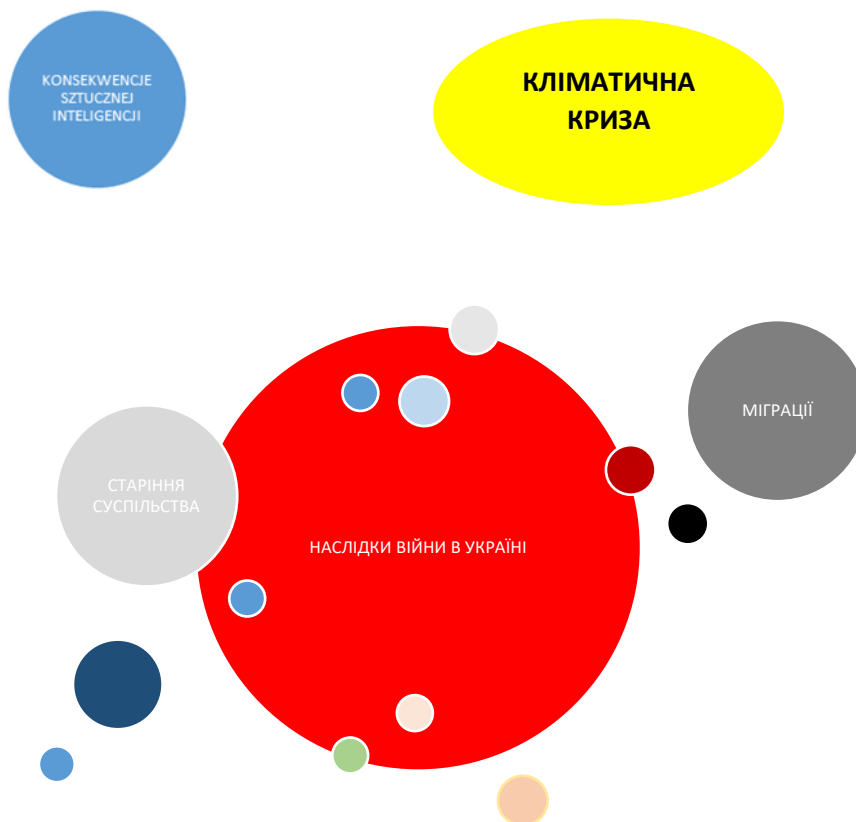 KONSEKWENCJE
SZTUCZNEJ
INTELIGENCJI
КЛІМАТИЧНА
КРИЗА
МІГРАЦІЇ
СТАРІННЯ
СУСПІЛЬСТВА
НАСЛІДКИ ВІЙНИ В УКРАЇНІ